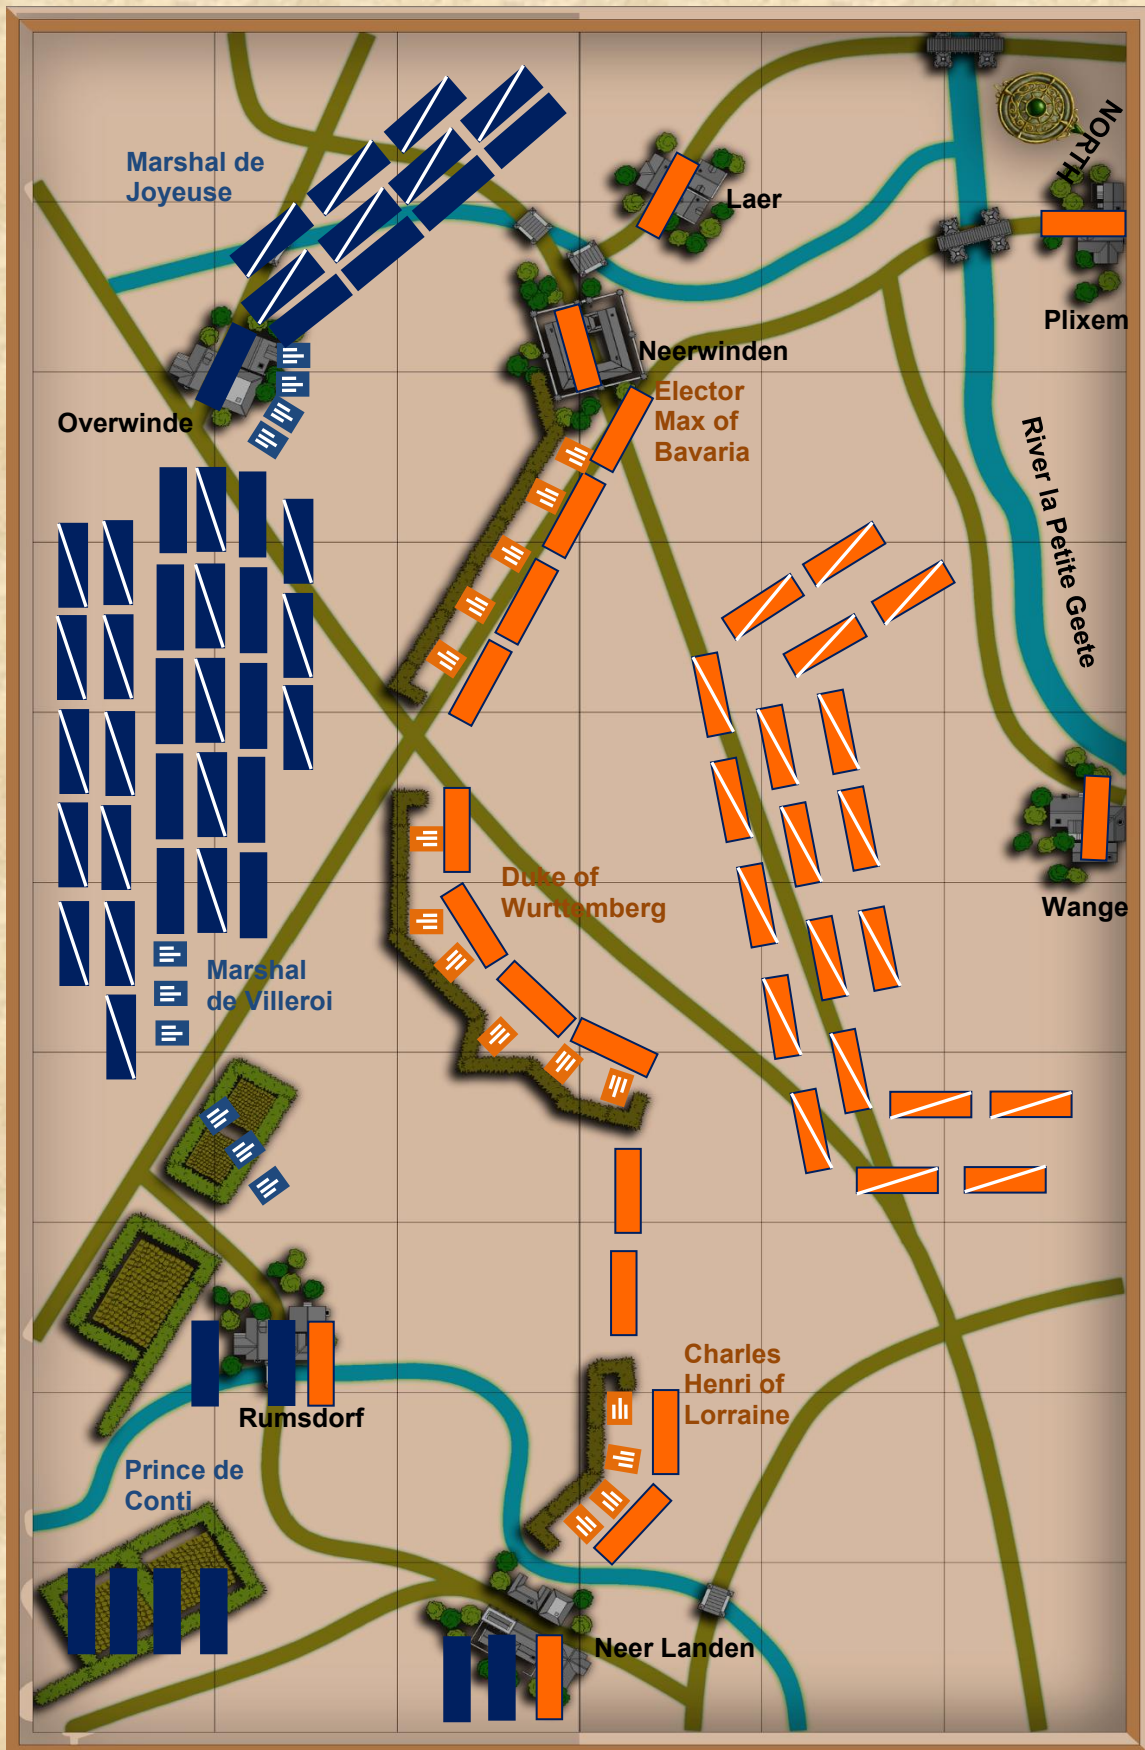 NORTH
Marshal de
Joyeuse
Laer
Plixem
Neerwinden
Elector
Max of
Bavaria
Overwinde
River la Petite Geete
Duke of
Wurttemberg
Wange
Marshal
de Villeroi
Charles
Henri of
Lorraine
Rumsdorf
Prince de
Conti
Neer Landen